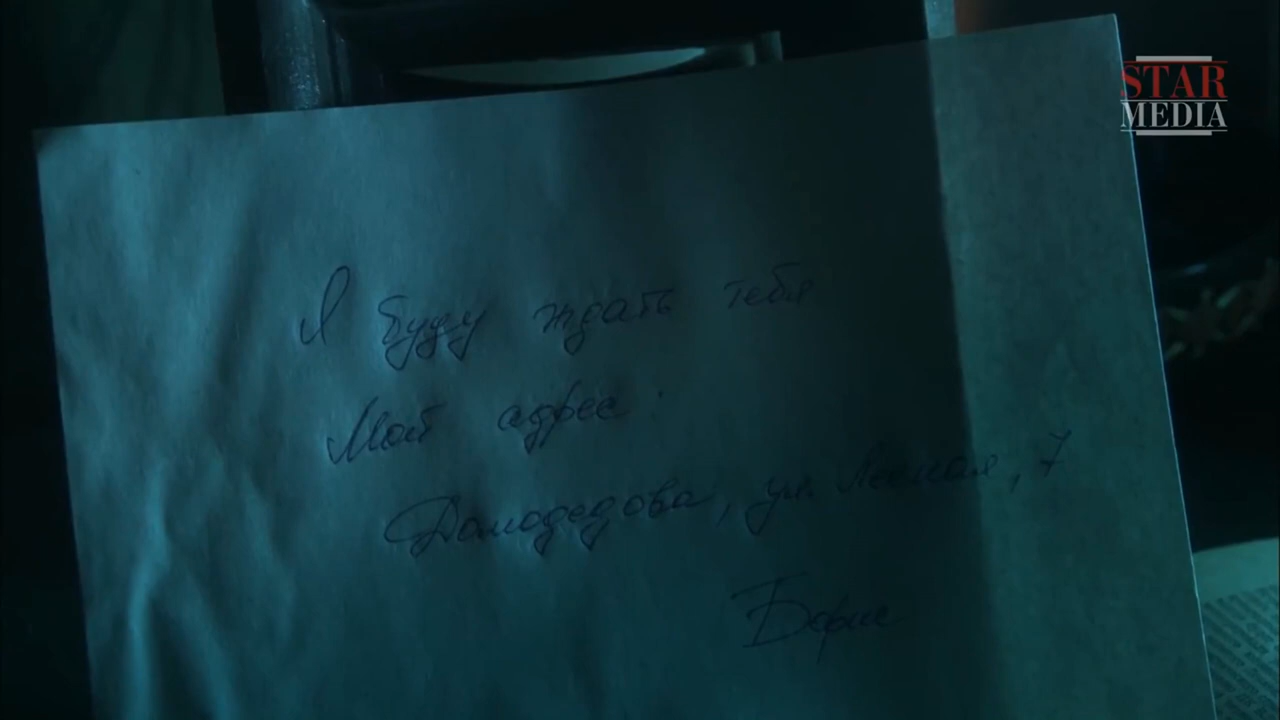 STAR
MEDIA
Я буду ждать тебя
Мой адрес:
Домодедова, ул. Лесная, 7
Борис